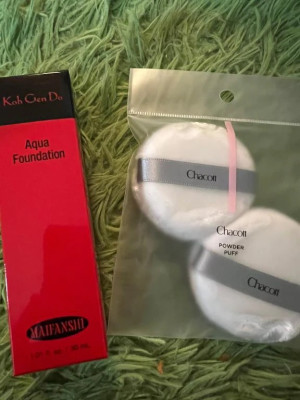 Koh Gen Do
Aqua
Foundation
MAIFANSHI
Chacott
Chacott
POWDER
PUFF
Chacott